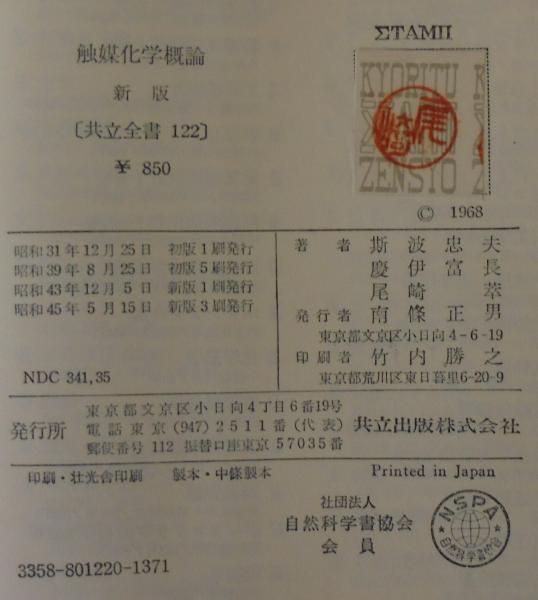 触媒化学概論
新版
〔共立全書 122〕
¥ 850
ΣTAMΠ
KYORITU
ZENSYO
尾崎
© 1968
昭和31年12月25日 初版1刷発行
昭和39年8月25日 初版5刷発行
昭和43年12月5日 新版1刷発行
昭和45年5月15日 新版3刷発行
NDC 341,35
著者 斯波忠夫
慶伊富長
尾崎萃
発行者 南條正男
東京都文京区小日向4-6-19
印刷者 竹内勝之
東京都荒川区東日暮里6-20-9
発行所
東京都文京区小日向4丁目6番19号
電話東京(947)2511番(代表)
郵便番号112 振替口座東京57035番
共立出版株式会社
印刷・壮光舎印刷 製本・中條製本 Printed in Japan
社団法人
自然科学書協会
会員
NSPA
自然科学書協会
3358-801220-1371